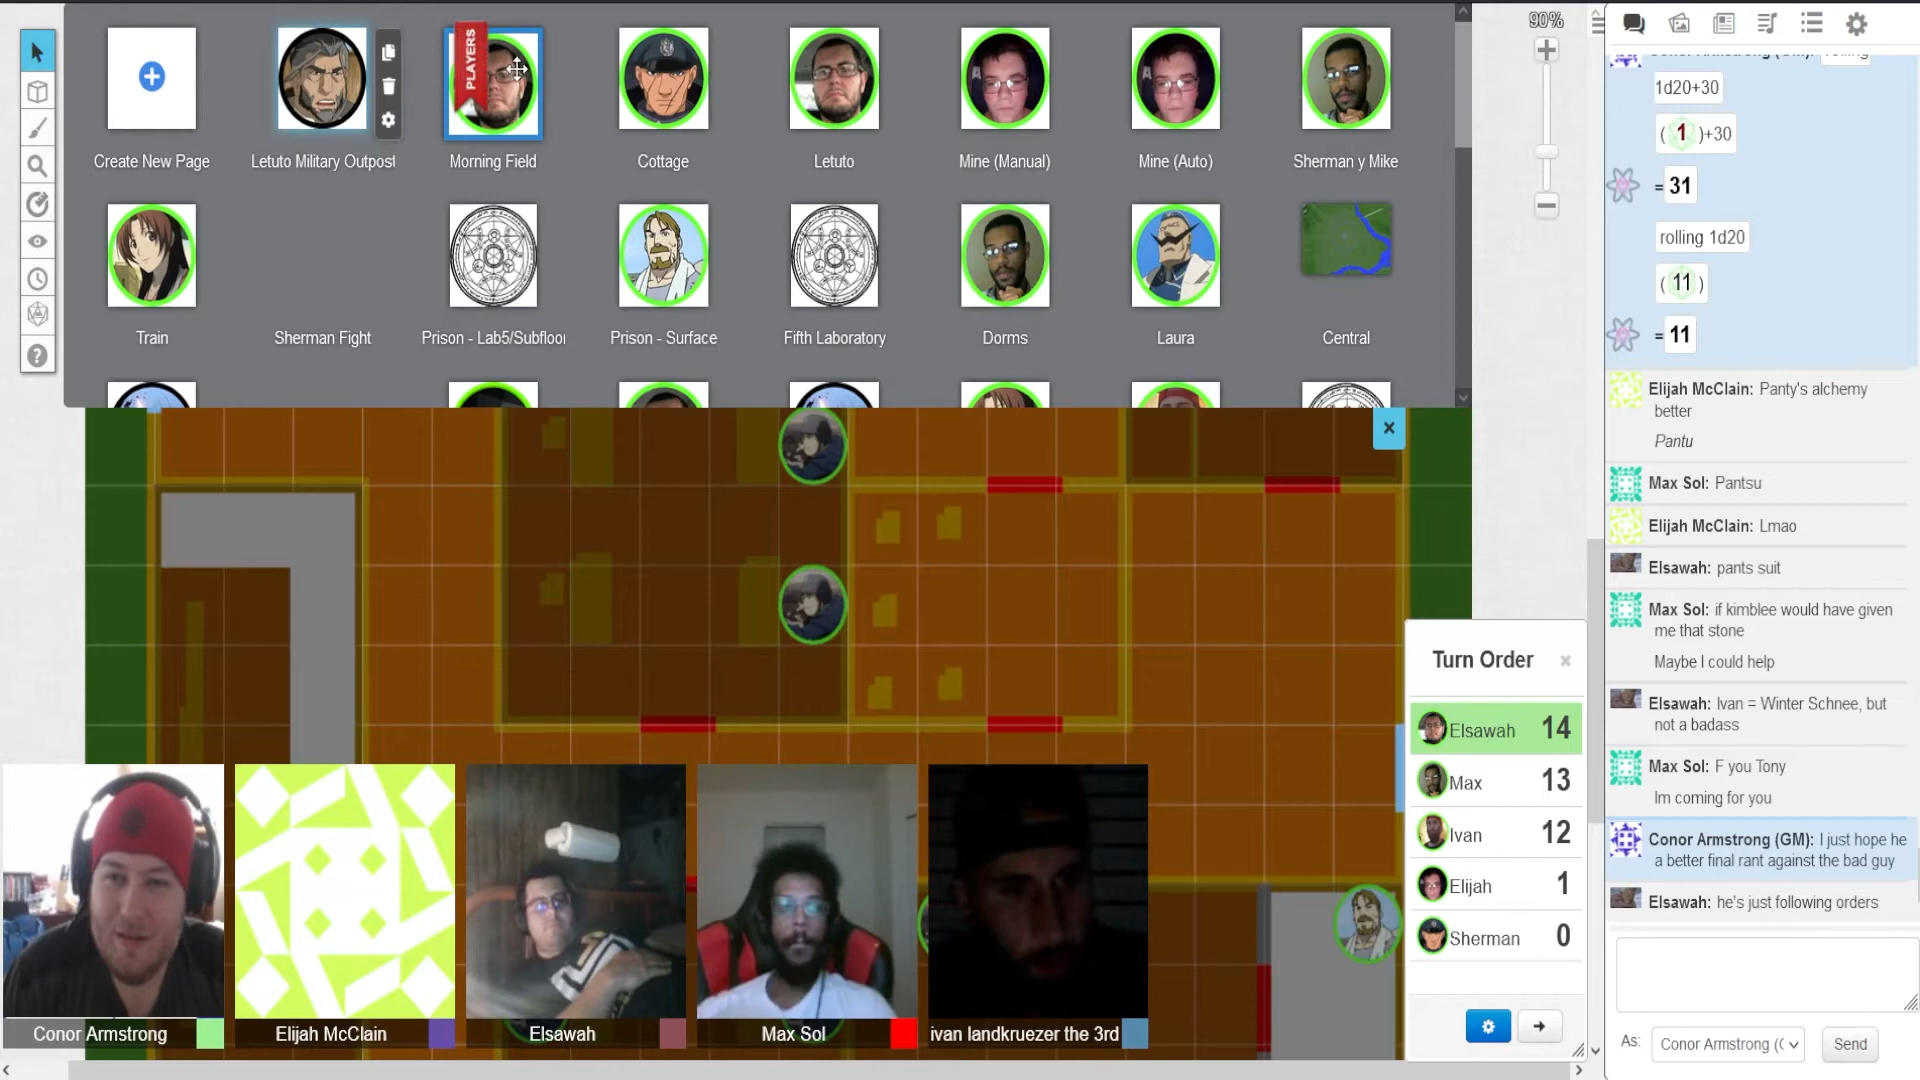 90%
PLAYERS
Create New Page
Letuto Military Outpost
Morning Field
Cottage
Letuto
Mine (Manual)
Mine (Auto)
Sherman y Mike
Train
Sherman Fight
Prison - Lab5/Subfloor
Prison - Surface
Fifth Laboratory
Dorms
Laura
Central
Turn Order
Elsawah 14
Max 13
Ivan 12
Elijah 1
Sherman 0
Conor Armstrong
Elijah McClain
Elsawah
Max Sol
ivan landkruezer the 3rd
1d20+30
(1)+30
=31
rolling 1d20
(11)
=11
Elijah McClain: Panty's alchemy
better
Pantu
Max Sol: Pantsu
Elijah McClain: Lmao
Elsawah: pants suit
Max Sol: if kimblee would have given
me that stone
Maybe I could help
Elsawah: Ivan = Winter Schnee, but
not a badass
Max Sol: F you Tony
Im coming for you
Conor Armstrong (GM): I just hope he
a better final rant against the bad guy
Elsawah: he's just following orders
As:
Conor Armstrong (
Send